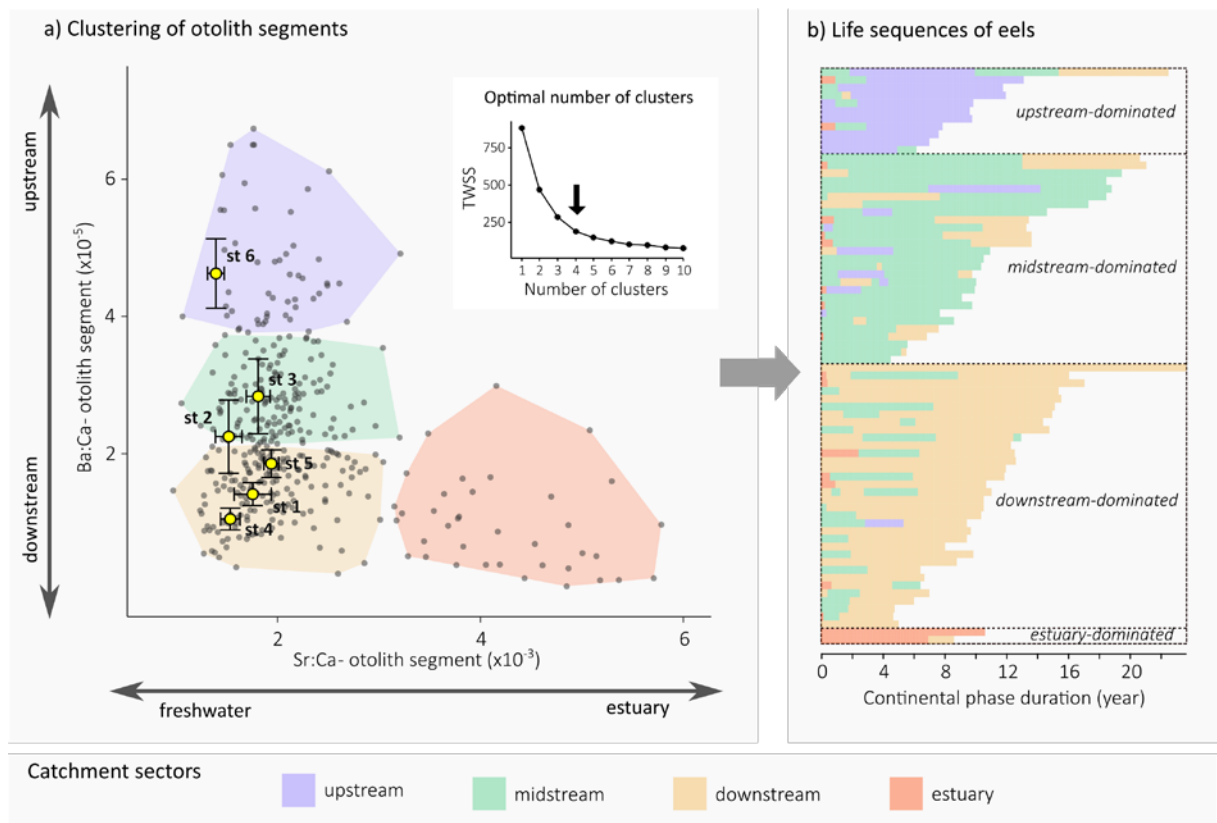 a) Clustering of otolith segments
b) Life sequences of eels
Optimal number of clusters
TWSS
750
500
250
1 2 3 4 5 6 7 8 9 10
Number of clusters
upstream
downstream
Ba:Ca- otolith segment (x10-5)
6
4
2
st 6
st 3
st 2
st 5
st 1
st 4
2 4 6
Sr:Ca- otolith segment (x10-3)
freshwater
estuary
upstream-dominated
midstream-dominated
downstream-dominated
estuary-dominated
0 4 8 12 16 20
Continental phase duration (year)
Catchment sectors
upstream
midstream
downstream
estuary